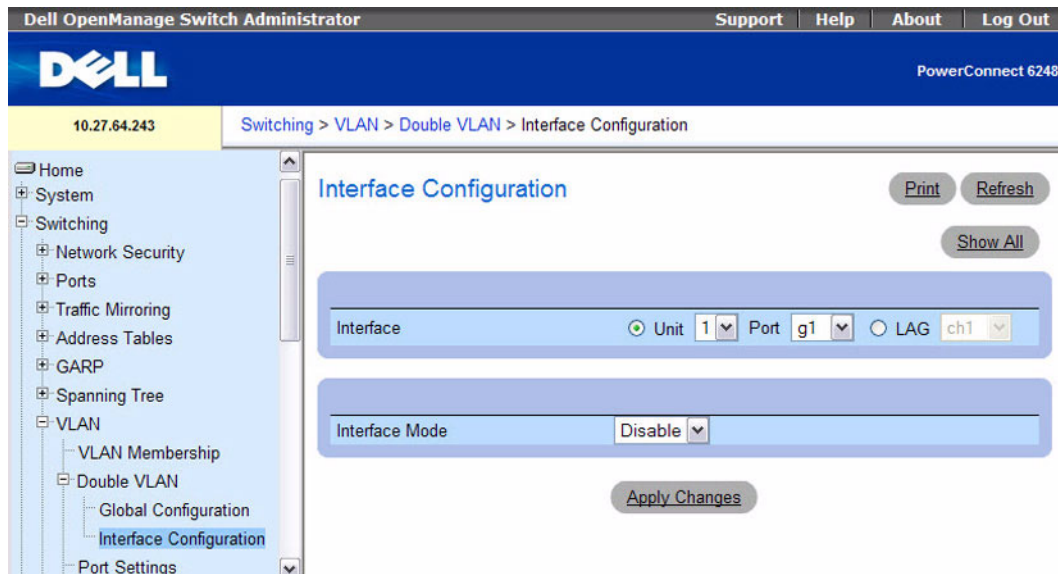 Dell OpenManage Switch Administrator
Support | Help | About | Log Out
DELL
PowerConnect 6248
10.27.64.243
Switching > VLAN > Double VLAN > Interface Configuration
Home
System
Switching
Network Security
Ports
Traffic Mirroring
Address Tables
GARP
Spanning Tree
VLAN
VLAN Membership
Double VLAN
Global Configuration
Interface Configuration
Port Settings
Interface Configuration
Print Refresh
Show All
Interface Unit 1 Port g1 LAG ch1
Interface Mode Disable
Apply Changes